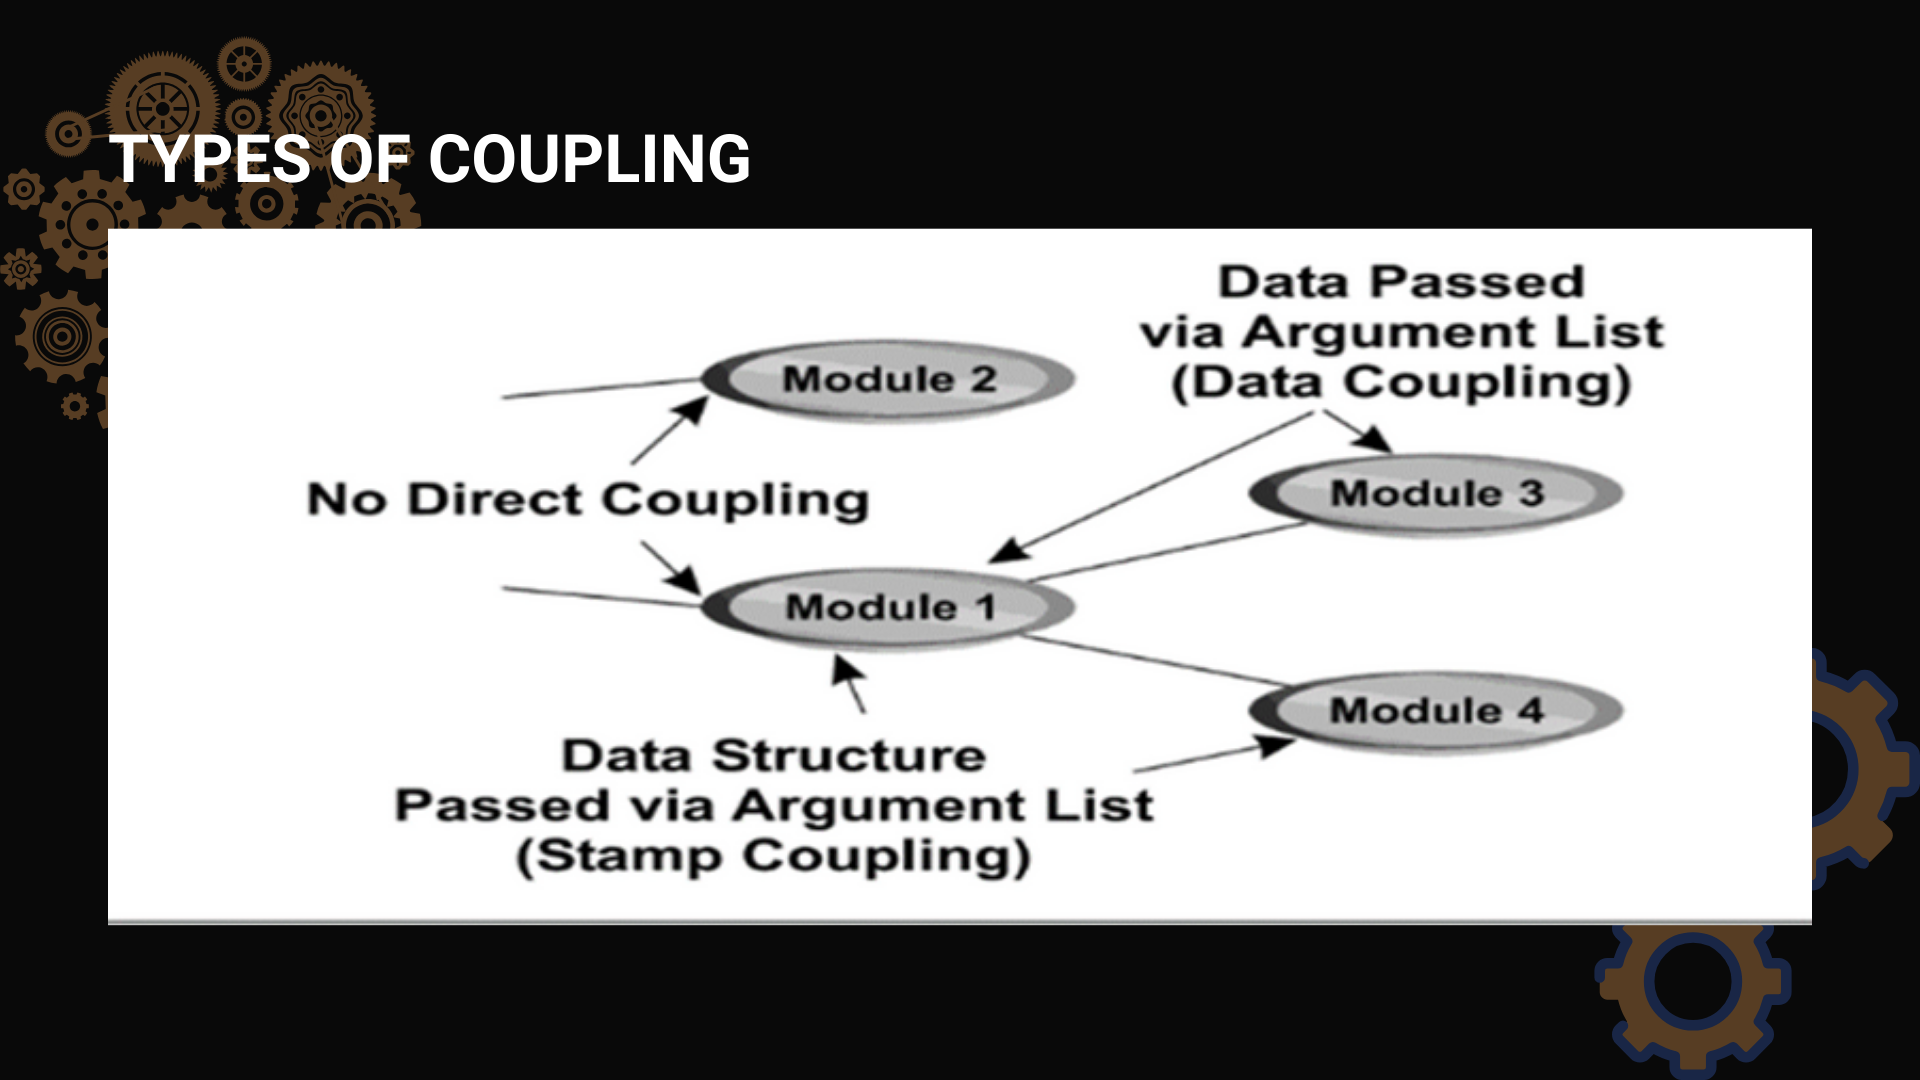 TYPES OF COUPLING
Data Passed
via Argument List
(Data Coupling)
Module 2
No Direct Coupling
Module 3
Module 1
Module 4
Data Structure
Passed via Argument List
(Stamp Coupling)